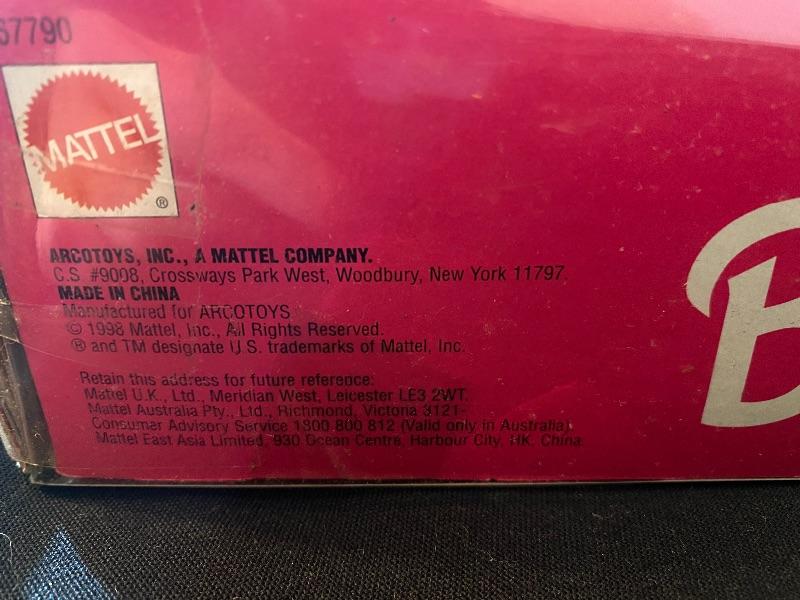 67790
MATTEL
®
ARCOTOYS, INC., A MATTEL COMPANY.
C.S. #9008, Crossways Park West, Woodbury, New York 11797.
MADE IN CHINA
Manufactured for ARCOTOYS
© 1998 Mattel, Inc., All Rights Reserved.
® and TM designate U.S. trademarks of Mattel, Inc.
Retain this address for future reference:
Mattel U.K., Ltd., Meridian West, Leicester LE3 2WT.
Mattel Australia Pty., Ltd., Richmond, Victoria 3121-
Consumer Advisory Service 1300 800 812 (Valid only in Australia).
Mattel East Asia Limited, 930 Ocean Centre, Harbour City, HK, China.
B